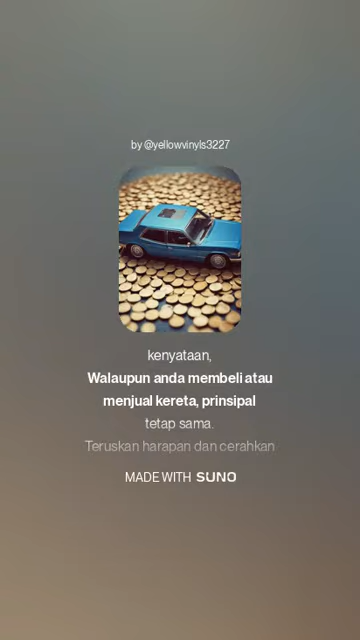 by @yellowvinyls3227
kenyataan,
Walaupun anda membeli atau
menjual kereta, prinsipal
tetap sama.
Teruskan harapan dan cerahkan
MADE WITH SUNO